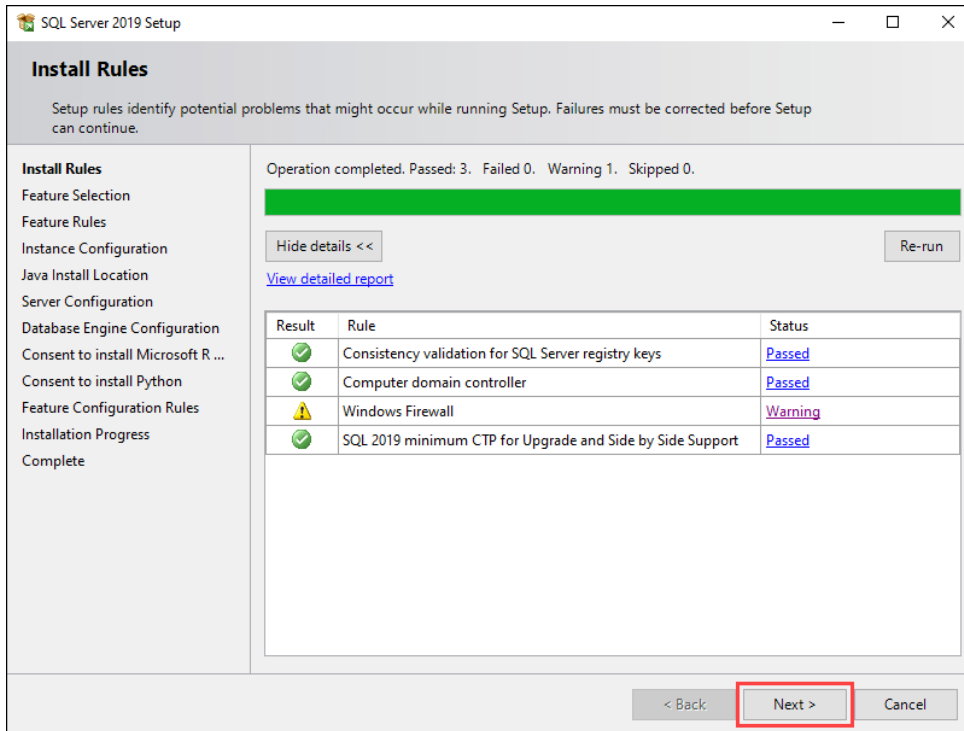 SQL Server 2019 Setup
Install Rules
Setup rules identify potential problems that might occur while running Setup. Failures must be corrected before Setup
can continue.
Install Rules
Feature Selection
Feature Rules
Instance Configuration
Java Install Location
Server Configuration
Database Engine Configuration
Consent to install Microsoft R ...
Consent to install Python
Feature Configuration Rules
Installation Progress
Complete
Operation completed. Passed: 3. Failed 0. Warning 1. Skipped 0.
Hide details << Re-run
View detailed report
Result Rule Status
Consistency validation for SQL Server registry keys Passed
Computer domain controller Passed
Windows Firewall Warning
SQL 2019 minimum CTP for Upgrade and Side by Side Support Passed
< Back Next > Cancel